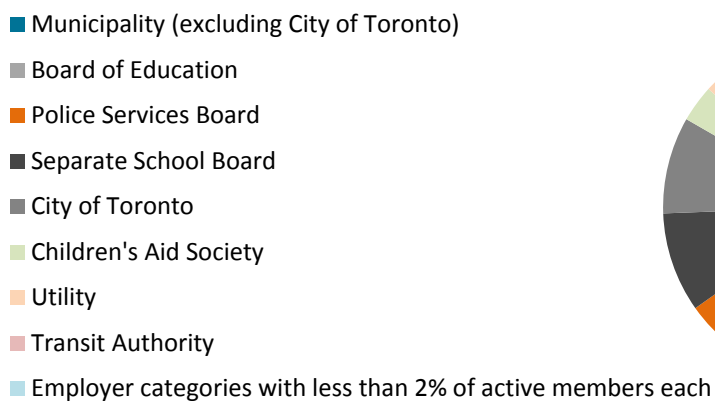 Municipality (excluding City of Toronto)
Board of Education
Police Services Board
Separate School Board
City of Toronto
Children's Aid Society
Utility
Transit Authority
Employer categories with less than 2% of active members each